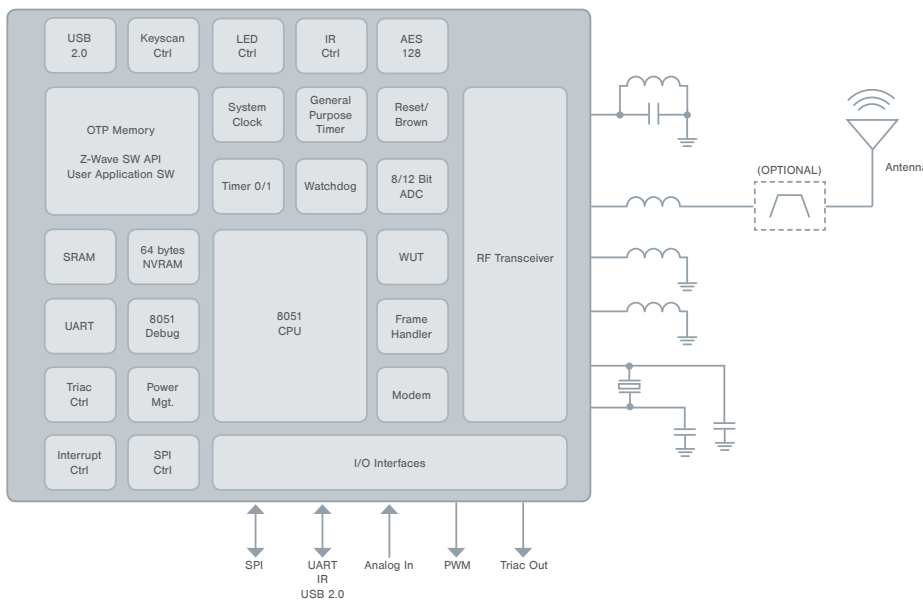 USB
2.0
Keyscan
Ctrl
LED
Ctrl
IR
Ctrl
AES
128
OTP Memory
Z-Wave SW API
User Application SW
System
Clock
General
Purpose
Timer
Reset/
Brown
Timer 0/1
Watchdog
8/12 Bit
ADC
SRAM
64 bytes
NVRAM
8051
CPU
WUT
RF Transceiver
UART
8051
Debug
Frame
Handler
Triac
Ctrl
Power
Mgt.
Modem
Interrupt
Ctrl
SPI
Ctrl
I/O Interfaces
(OPTIONAL)
Antenna
SPI
UART
IR
USB 2.0
Analog In
PWM
Triac Out